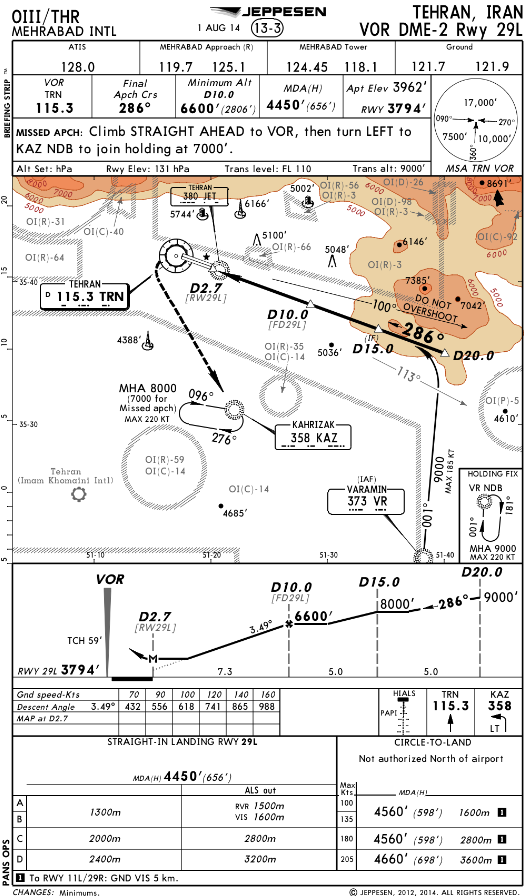 OIII/THR
MEHRABAD INTL
JEPPESEN
1 AUG 14
13-3
TEHRAN, IRAN
VOR DME-2 Rwy 29L
ATIS
MEHRABAD Approach (R)
MEHRABAD Tower
Ground
128.0
119.7 125.1
124.45 118.1
121.7 121.9
BRIEFING STRIP
VOR
TRN
115.3
Final
Apch Crs
286°
Minimum Alt
D10.0
6600' (2806')
MDA(H)
4450' (656')
Apt Elev 3962'
RWY 3794'
MISSED APCH: Climb STRAIGHT AHEAD to VOR, then turn LEFT to
KAZ NDB to join holding at 7000'.
Alt Set: hPa
Rwy Elev: 131 hPa
Trans level: FL 110
Trans alt: 9000'
17,000'
090°
270°
7500'
10,000'
360°
MSA TRN VOR
20
15
10
5
0
5
35-40
35-30
51-10
51-20
51-30
51-40
5000
6000
7000
6000
5000
6000
6000
5000
OI(R)-31
OI(C)-40
OI(R)-64
TEHRAN
380 JET
5744'
6166'
5002'
OI(R)-56
OI(R)-3
OI(D)-26
OI(D)-98
OI(R)-3
8691'
OI(C)-92
5100'
OI(R)-66
5048'
6146'
OI(R)-3
7385'
7042'
DO NOT
OVERSHOOT
TEHRAN
D 115.3 TRN
D2.7
[RW29L]
D10.0
[FD29L]
100°
286°
(IF)
D15.0
D20.0
113°
4388'
OI(R)-35
OI(C)-14
5036'
MHA 8000
(7000 for
Missed apch)
MAX 220 KT
096°
276°
KAHRIZAK
358 KAZ
OI(P)-5
4610'
Tehran
(Imam Khomaini Intl)
OI(R)-59
OI(C)-14
OI(C)-14
4685'
(IAF)
VARAMIN
373 VR
9000
MAX 185 KT
001°
HOLDING FIX
VR NDB
001°
181°
MHA 9000
MAX 220 KT
VOR
D2.7
[RW29L]
D10.0
[FD29L]
D15.0
D20.0
TCH 59'
M
3.49°
6600'
8000'
286°
9000'
RWY 29L 3794'
7.3
5.0
5.0
Gnd speed-Kts 70 90 100 120 140 160
Descent Angle 3.49° 432 556 618 741 865 988
MAP at D2.7
HIALS
PAPI
TRN
115.3
KAZ
358
LT
STRAIGHT-IN LANDING RWY 29L
CIRCLE-TO-LAND
Not authorized North of airport
MDA(H) 4450' (656')
ALS out
Max
Kts
MDA(H)
A
B
C
D
1300m
RVR 1500m
VIS 1600m
2000m
2800m
2400m
3200m
100
135
4560' (598') 1600m 1
180
4560' (598') 2800m 1
205
4660' (698') 3600m 1
PANS OPS
1 To RWY 11L/29R: GND VIS 5 km.
CHANGES: Minimums.
© JEPPESEN, 2012, 2014. ALL RIGHTS RESERVED.